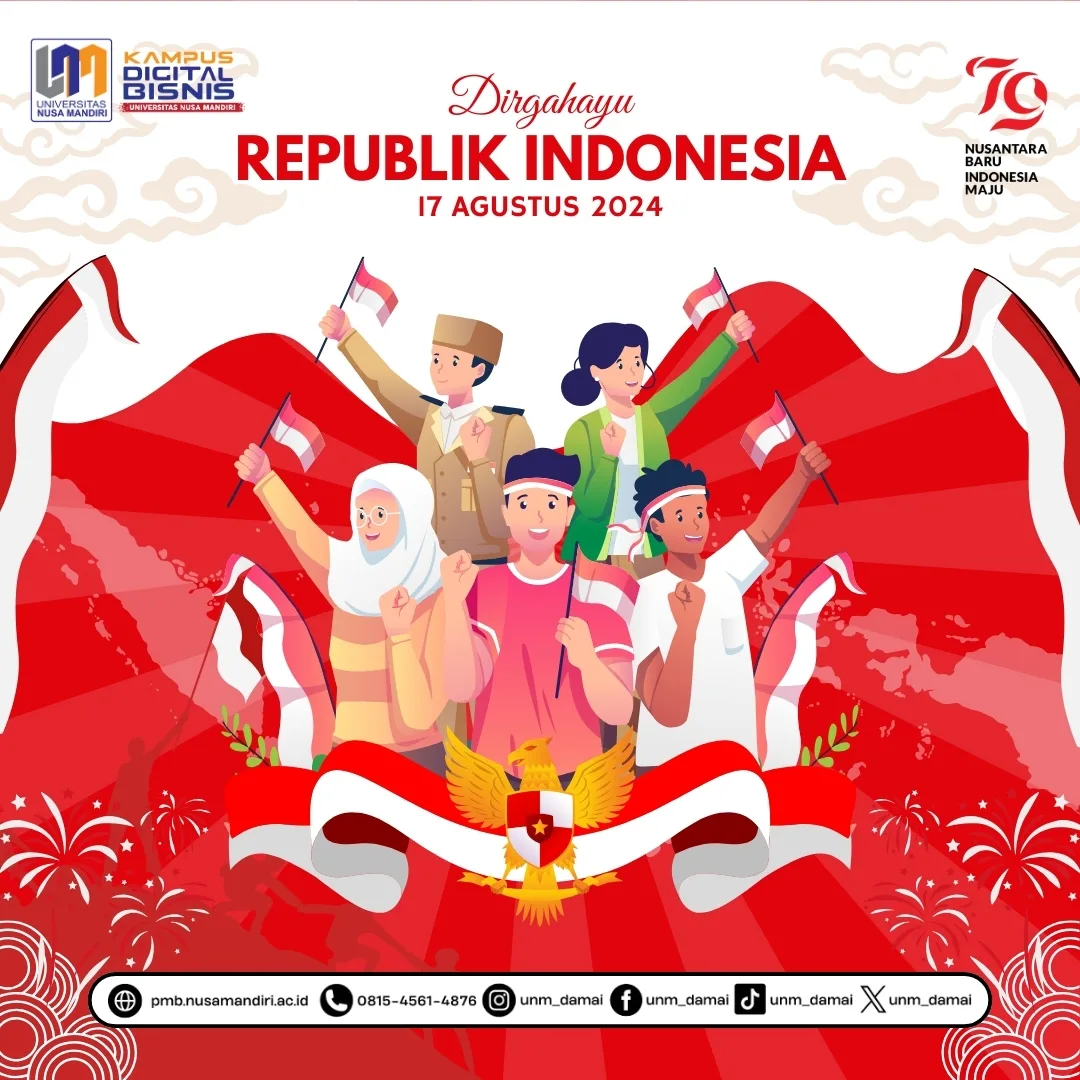 UNIVERSITAS
NUSA MANDIRI
KAMPUS
DIGITAL
BISNIS
UNIVERSITAS NUSA MANDIRI
Dirgahayu
REPUBLIK INDONESIA
17 AGUSTUS 2024
79
NUSANTARA
BARU
INDONESIA
MAJU
pmb.nusamandiri.ac.id 0815-4561-4876 unm_damai unm_damai unm_damai unm_damai